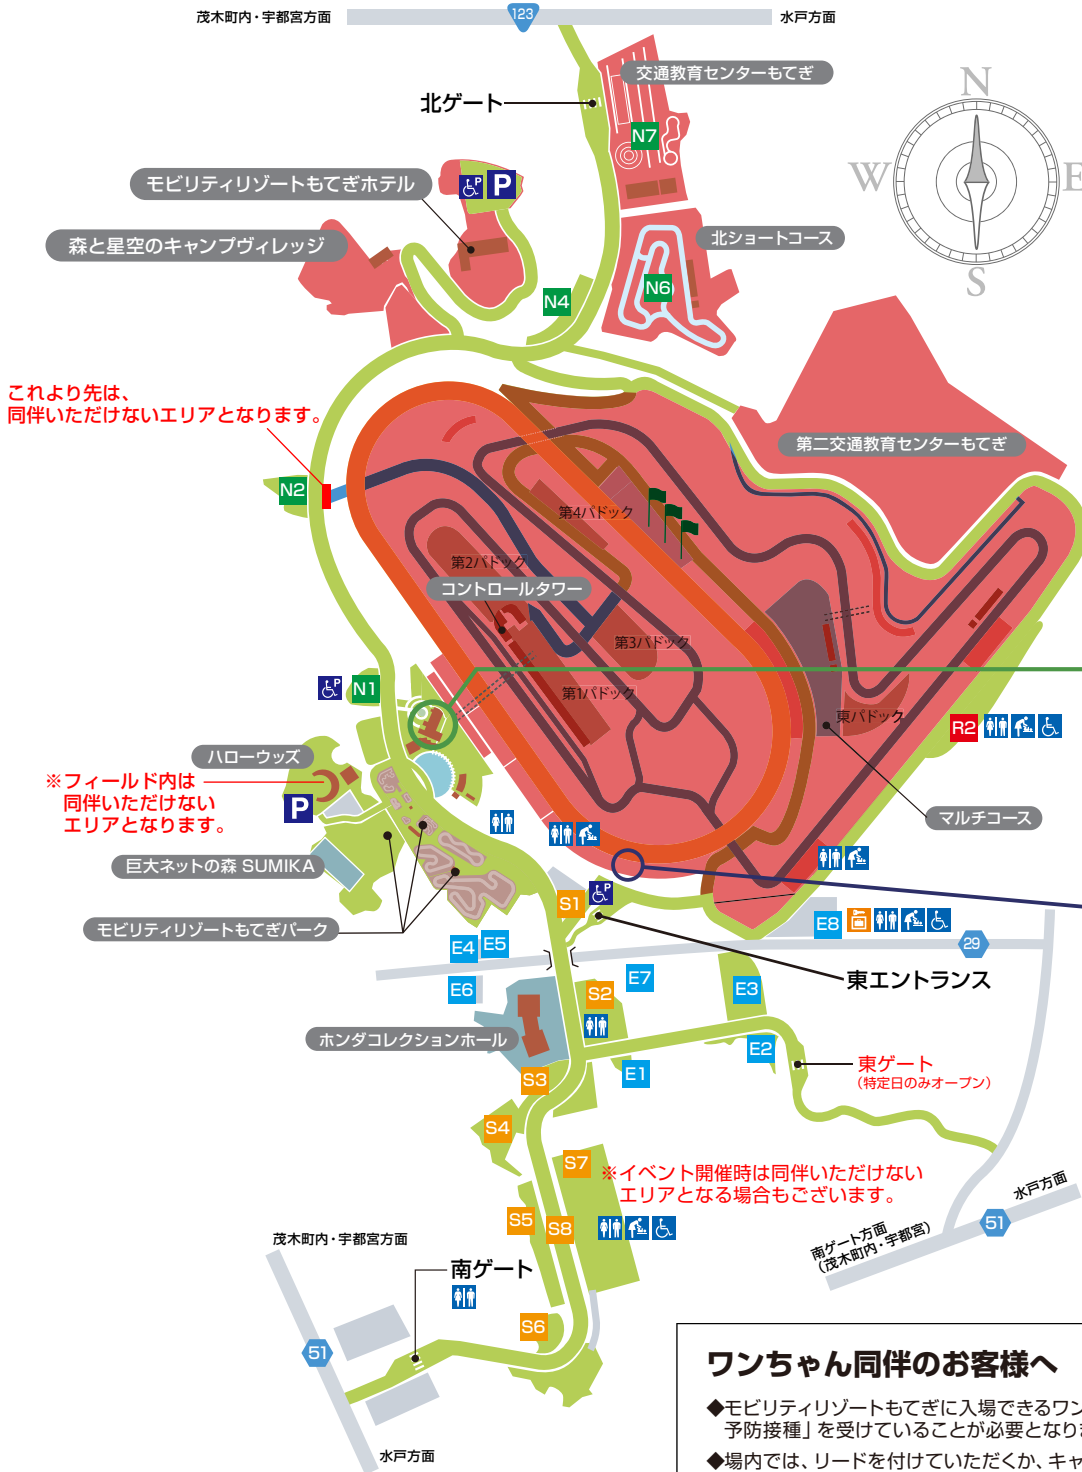 茂木町内・宇都宮方面
123
水戸方面
交通教育センターもてぎ
北ゲート
N
W
E
S
N7
モビリティリゾートもてぎホテル
P
P
森と星空のキャンプヴィレッジ
北ショートコース
N6
N4
これより先は、
同伴いただけないエリアとなります。
第二交通教育センターもてぎ
N2
第4パドック
第2パドック
コントロールタワー
第3パドック
P
N1
第1パドック
東パドック
R2
ハローウッズ
※フィールド内は
同伴いただけない
エリアとなります。
P
マルチコース
巨大ネットの森 SUMIKA
S1
P
モビリティリゾートもてぎパーク
E8
E4
E5
29
東エントランス
E7
E6
S2
E3
ホンダコレクションホール
E2
東ゲート
(特定日のみオープン)
E1
S3
S4
S7
※イベント開催時は同伴いただけない
エリアとなる場合もございます。
水戸方面
S5
S8
51
南ゲート方面
(茂木町内・宇都宮)
茂木町内・宇都宮方面
南ゲート
S6
51
水戸方面
ワンちゃん同伴のお客様へ
◆モビリティリゾートもてぎに入場できるワン
予防接種」を受けていることが必要となりま
◆場内では、リードを付けていただくか、キャ